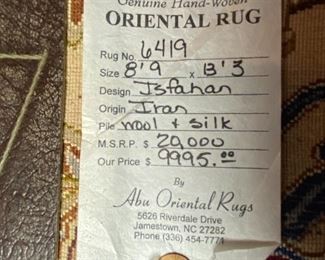 Genuine Hand-Woven
ORIENTAL RUG
Rug No. 6419
Size 8'9 x 13'3
Design Isfahan
Origin Iran
Pile wool + silk
M.S.R.P. $ 20,000
Our Price $ 9995.00
By
Abu Oriental Rugs
5626 Riverdale Drive
Jamestown, NC 27282
Phone (336) 454-7774